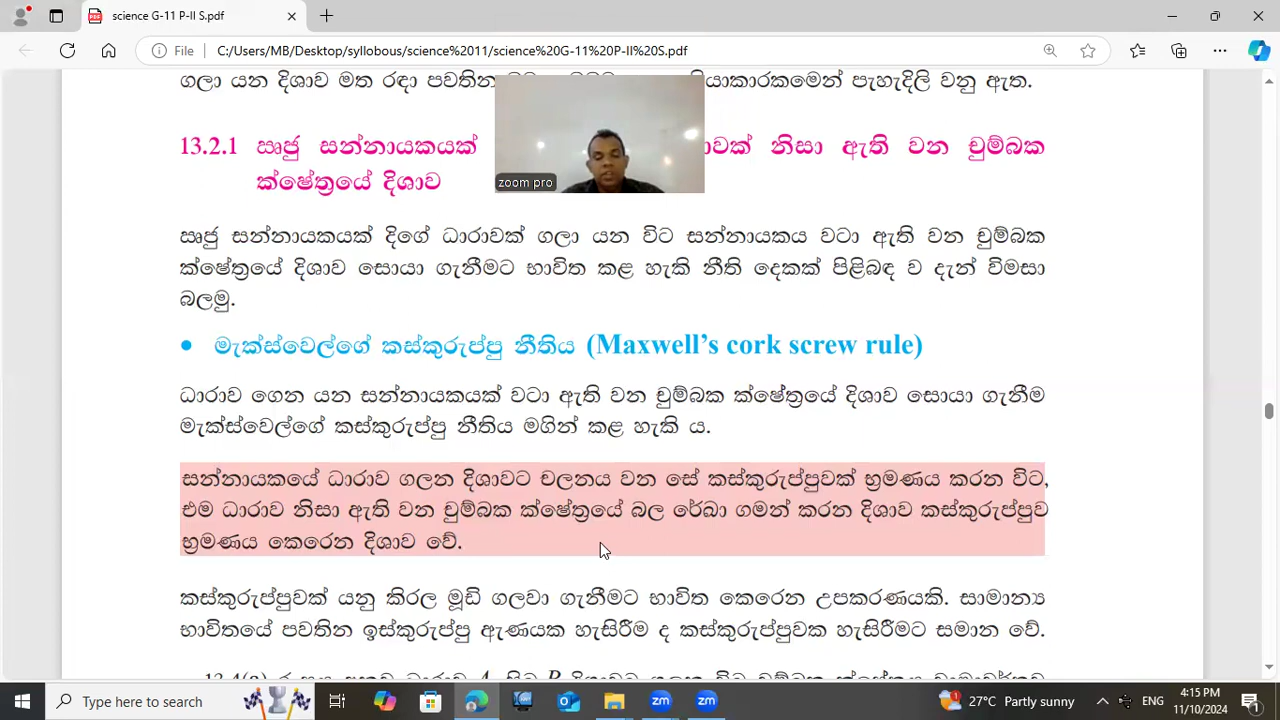 science G-11 P-II S.pdf
File C:/Users/MB/Desktop/syllobous/science%2011/science%20G-11%20P-II%20S.pdf
ගලා යන දිශාව මත රඳා පවතින යාකාරකමෙන් පැහැදිලි වනු ඇත.
13.2.1 ඍජු සන්නායකයක් වක් නිසා ඇති වන චුම්බක
ක්ෂේත්‍රයේ දිශාව
zoom pro
ඍජු සන්නායකයක් දිගේ ධාරාවක් ගලා යන විට සන්නායකය වටා ඇති වන චුම්බක
ක්ෂේත්‍රයේ දිශාව සොයා ගැනීමට භාවිත කළ හැකි නීති දෙකක් පිළිබඳ ව දැන් විමසා
බලමු.
• මැක්ස්වෙල්ගේ කස්කුරුප්පු නීතිය (Maxwell's cork screw rule)
ධාරාව ගෙන යන සන්නායකයක් වටා ඇති වන චුම්බක ක්ෂේත්‍රයේ දිශාව සොයා ගැනීම
මැක්ස්වෙල්ගේ කස්කුරුප්පු නීතිය මගින් කළ හැකි ය.
සන්නායකයේ ධාරාව ගලන දිශාවට චලනය වන සේ කස්කුරුප්පුවක් භ්‍රමණය කරන විට,
එම ධාරාව නිසා ඇති වන චුම්බක ක්ෂේත්‍රයේ බල රේඛා ගමන් කරන දිශාව කස්කුරුප්පුව
භ්‍රමණය කෙරෙන දිශාව වේ.
කස්කුරුප්පුවක් යනු කිරල මූඩි ගලවා ගැනීමට භාවිත කෙරෙන උපකරණයකි. සාමාන්‍ය
භාවිතයේ පවතින ඉස්කුරුප්පු ඇණයක හැසිරීම ද කස්කුරුප්පුවක හැසිරීමට සමාන වේ.
Type here to search
27°C Partly sunny
ENG
4:15 PM
11/10/2024